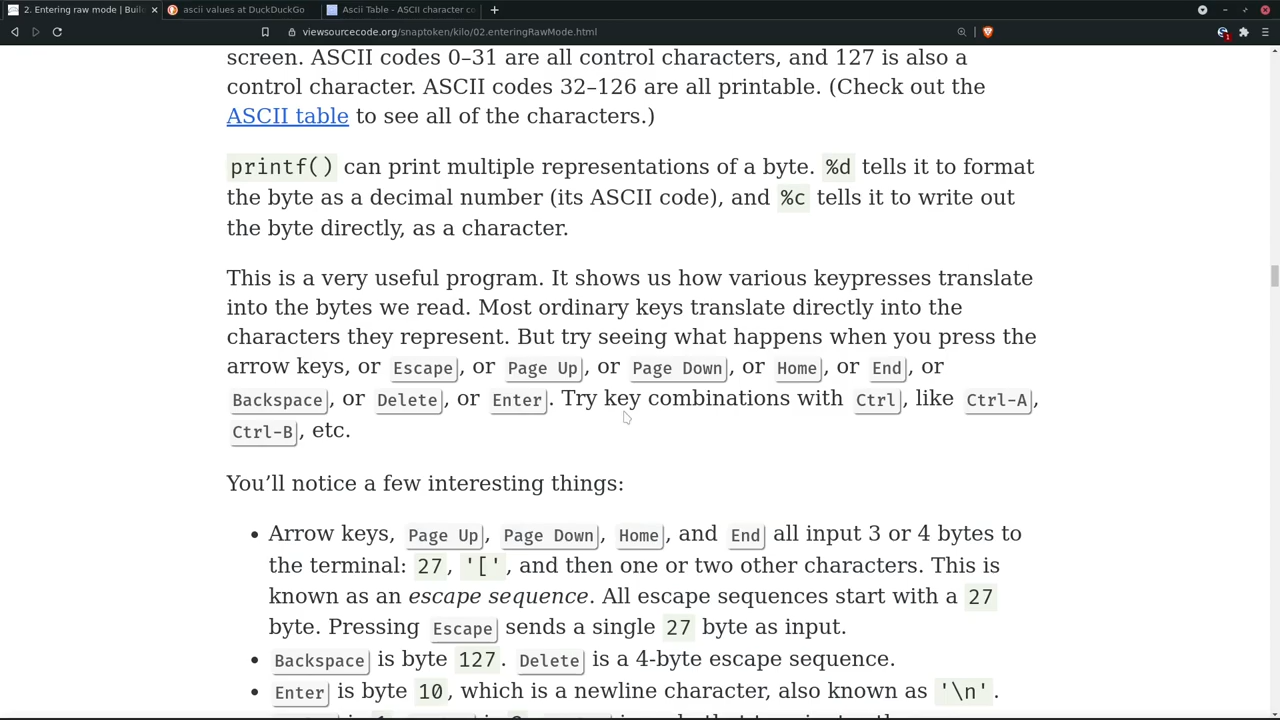 2. Entering raw mode | Buil
ascii values at DuckDuckGo
Ascii Table - ASCII character co
viewsourcecode.org/snaptoken/kilo/02.enteringRawMode.html
screen. ASCII codes 0–31 are all control characters, and 127 is also a
control character. ASCII codes 32–126 are all printable. (Check out the
ASCII table to see all of the characters.)
printf() can print multiple representations of a byte. %d tells it to format
the byte as a decimal number (its ASCII code), and %c tells it to write out
the byte directly, as a character.
This is a very useful program. It shows us how various keypresses translate
into the bytes we read. Most ordinary keys translate directly into the
characters they represent. But try seeing what happens when you press the
arrow keys, or Escape, or Page Up, or Page Down, or Home, or End, or
Backspace, or Delete, or Enter. Try key combinations with Ctrl, like Ctrl-A,
Ctrl-B, etc.
You’ll notice a few interesting things:
• Arrow keys, Page Up, Page Down, Home, and End all input 3 or 4 bytes to
the terminal: 27, '[', and then one or two other characters. This is
known as an escape sequence. All escape sequences start with a 27
byte. Pressing Escape sends a single 27 byte as input.
• Backspace is byte 127. Delete is a 4-byte escape sequence.
• Enter is byte 10, which is a newline character, also known as '\n'.